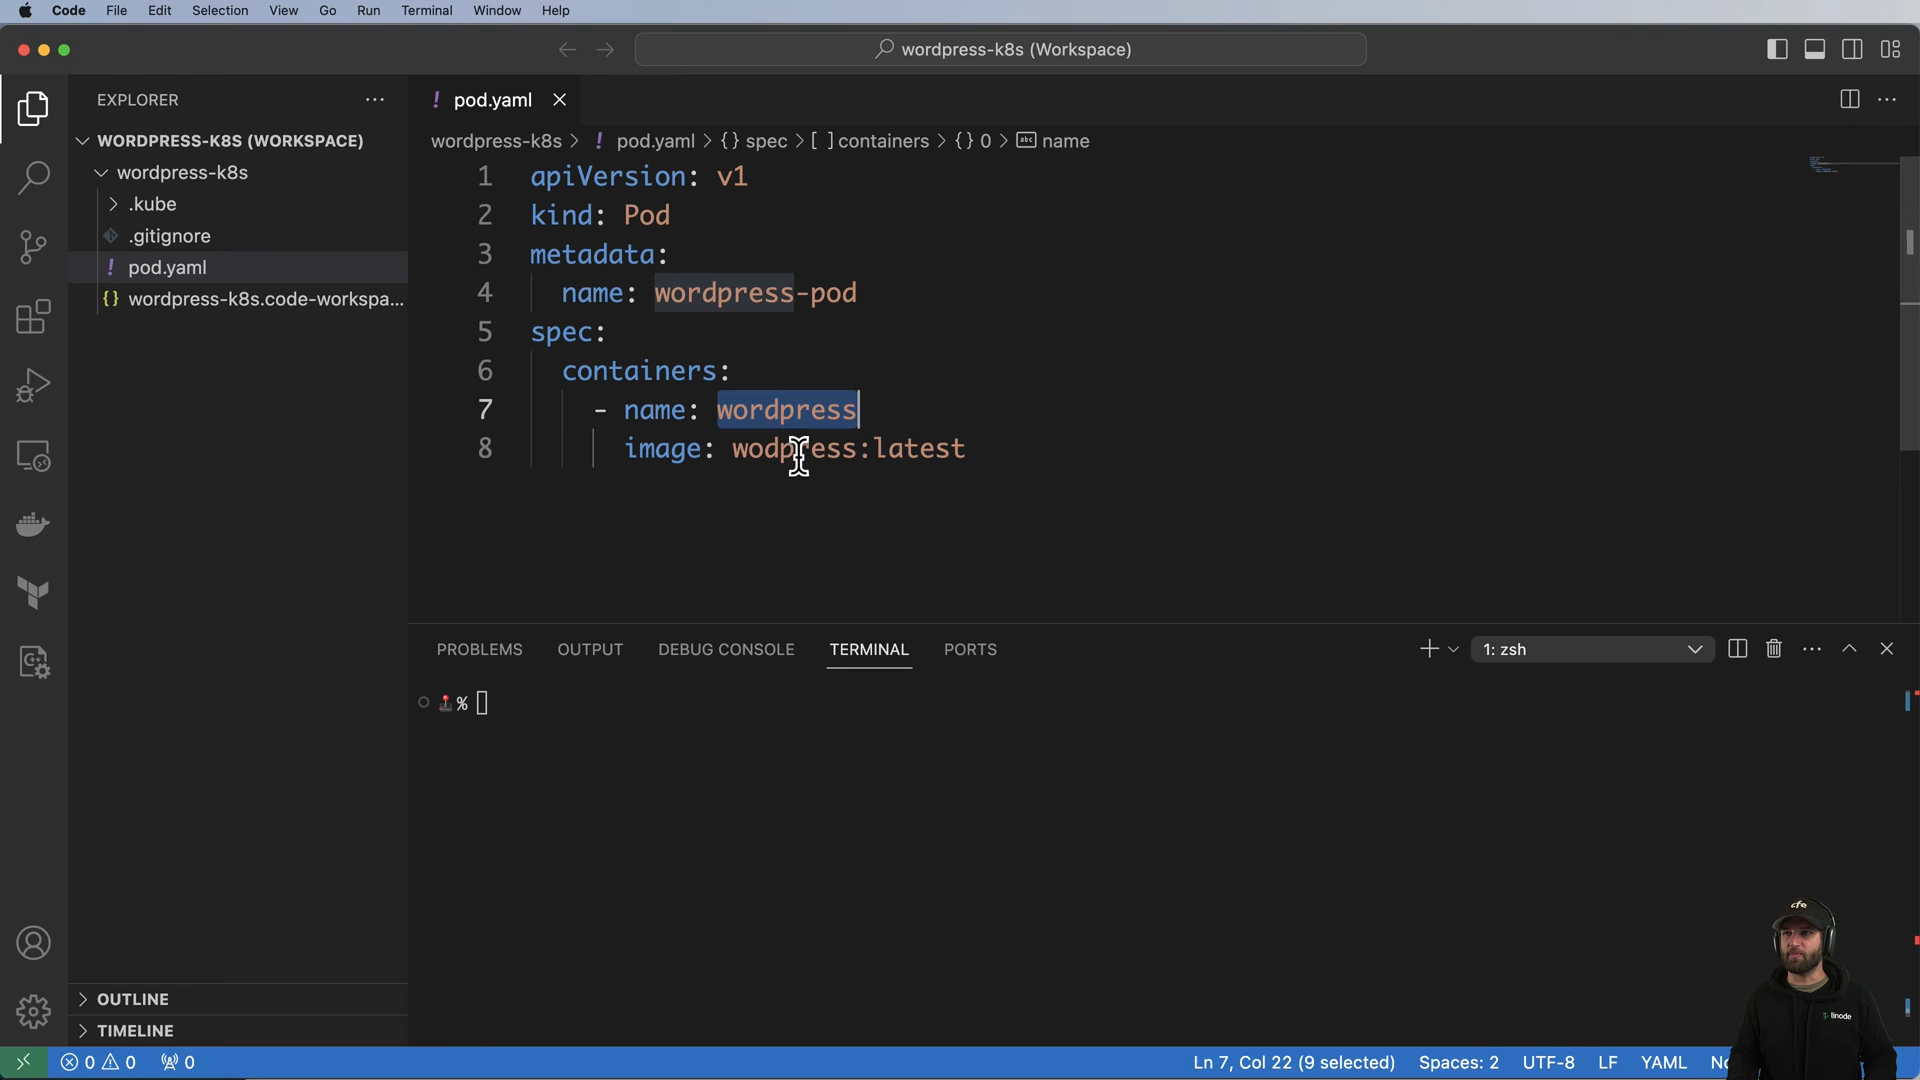 Code File Edit Selection View Go Run Terminal Window Help
wordpress-k8s (Workspace)
EXPLORER
pod.yaml
WORDPRESS-K8S (WORKSPACE)
wordpress-k8s > ! pod.yaml > {} spec > [ ] containers > {} 0 > abc name
wordpress-k8s
.kube
.gitignore
! pod.yaml
{} wordpress-k8s.code-workspa...
1 apiVersion: v1
2 kind: Pod
3 metadata:
4 name: wordpress-pod
5 spec:
6 containers:
7 - name: wordpress
8 image: wodpress:latest
PROBLEMS OUTPUT DEBUG CONSOLE TERMINAL PORTS
1: zsh
%
OUTLINE
TIMELINE
cfe
linode
0 0 0
Ln 7, Col 22 (9 selected) Spaces: 2 UTF-8 LF YAML